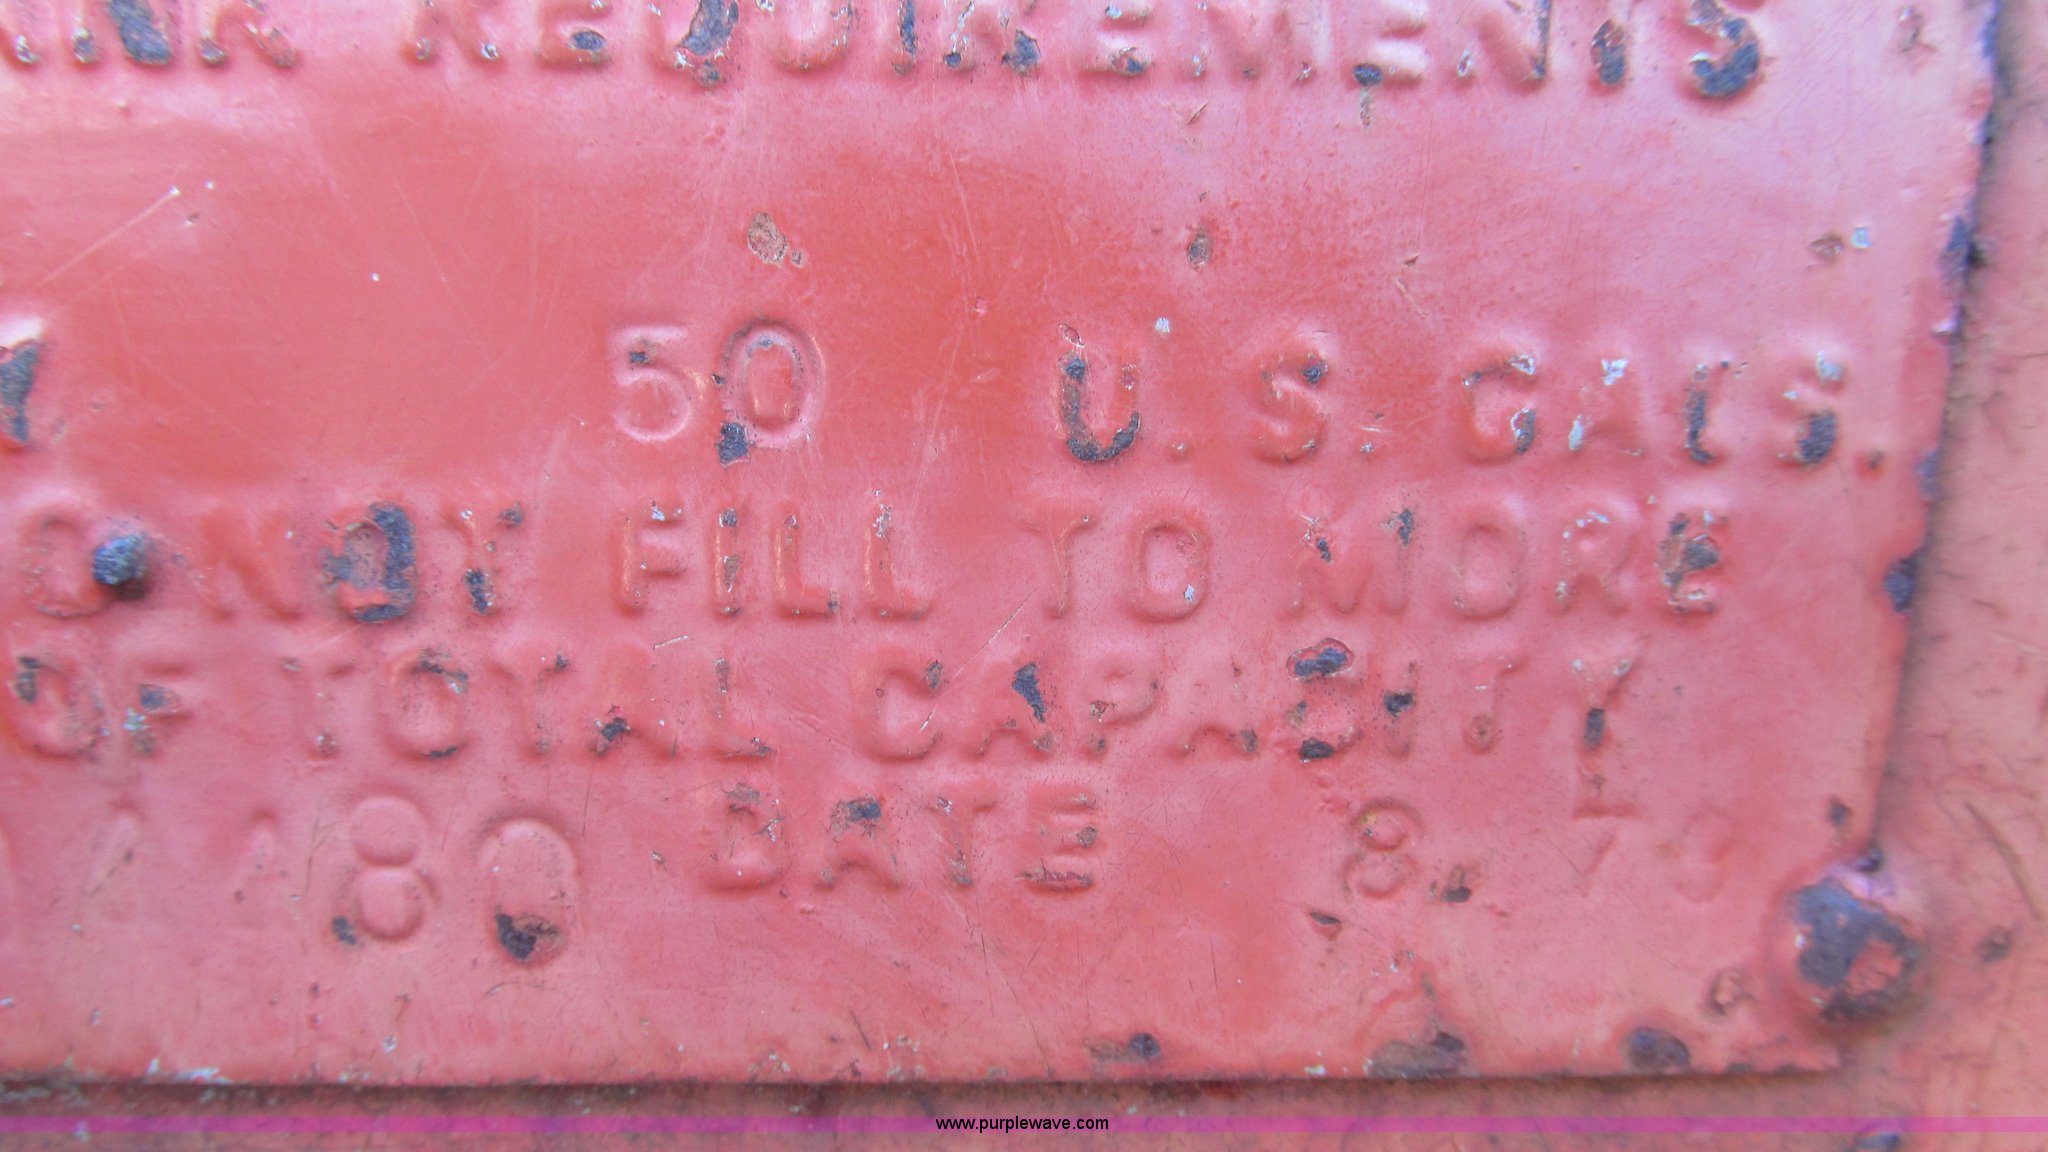 REQUIREMENTS
50 U.S. GALS.
NOT FILL TO MORE
OF TOTAL CAPACITY
80 DATE 8
www.purplewave.com